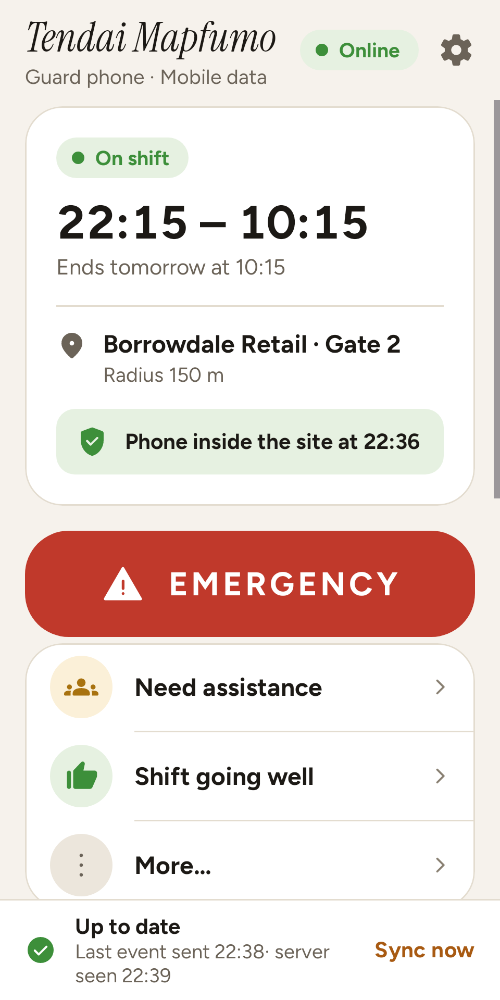 Tendai Mapfumo
Online
Guard phone · Mobile data
On shift
22:15 – 10:15
Ends tomorrow at 10:15
Borrowdale Retail · Gate 2
Radius 150 m
Phone inside the site at 22:36
EMERGENCY
Need assistance
Shift going well
More...
Up to date
Last event sent 22:38· server
seen 22:39
Sync now